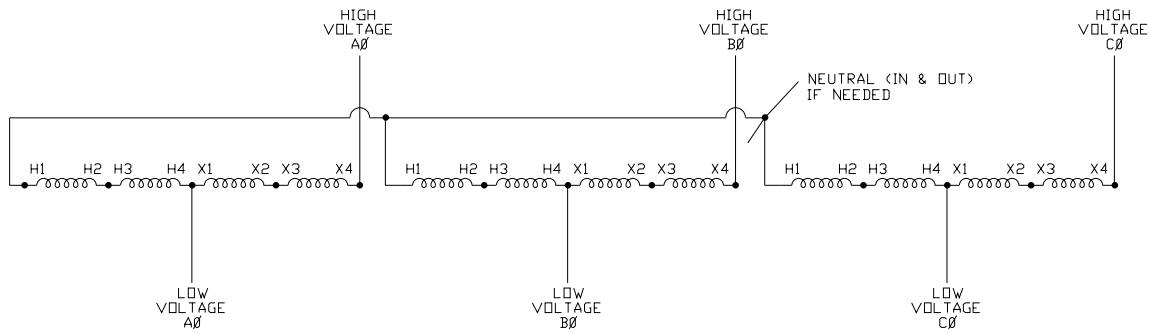 HIGH
VOLTAGE
AØ
HIGH
VOLTAGE
BØ
HIGH
VOLTAGE
CØ
NEUTRAL (IN & OUT)
IF NEEDED
H1 H2 H3 H4 X1 X2 X3 X4
H1 H2 H3 H4 X1 X2 X3 X4
H1 H2 H3 H4 X1 X2 X3 X4
LOW
VOLTAGE
AØ
LOW
VOLTAGE
BØ
LOW
VOLTAGE
CØ